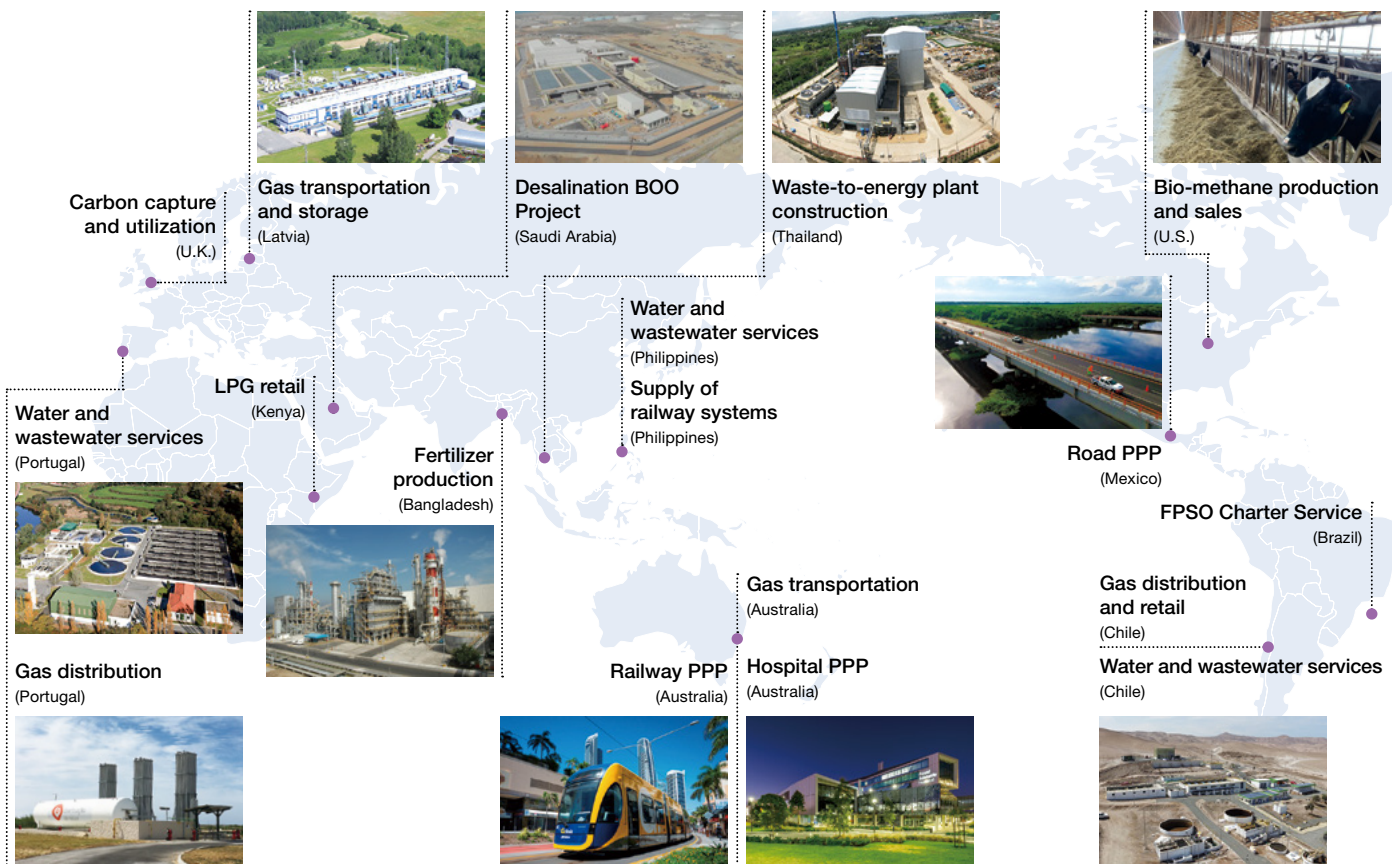 Carbon capture
and utilization
(U.K.)
Gas transportation
and storage
(Latvia)
Desalination BOO
Project
(Saudi Arabia)
Waste-to-energy plant
construction
(Thailand)
Bio-methane production
and sales
(U.S.)
Water and
wastewater services
(Philippines)
Supply of
railway systems
(Philippines)
LPG retail
(Kenya)
Water and
wastewater services
(Portugal)
Fertilizer
production
(Bangladesh)
Road PPP
(Mexico)
FPSO Charter Service
(Brazil)
Gas transportation
(Australia)
Gas distribution
and retail
(Chile)
Gas distribution
(Portugal)
Railway PPP
(Australia)
Hospital PPP
(Australia)
Water and wastewater services
(Chile)